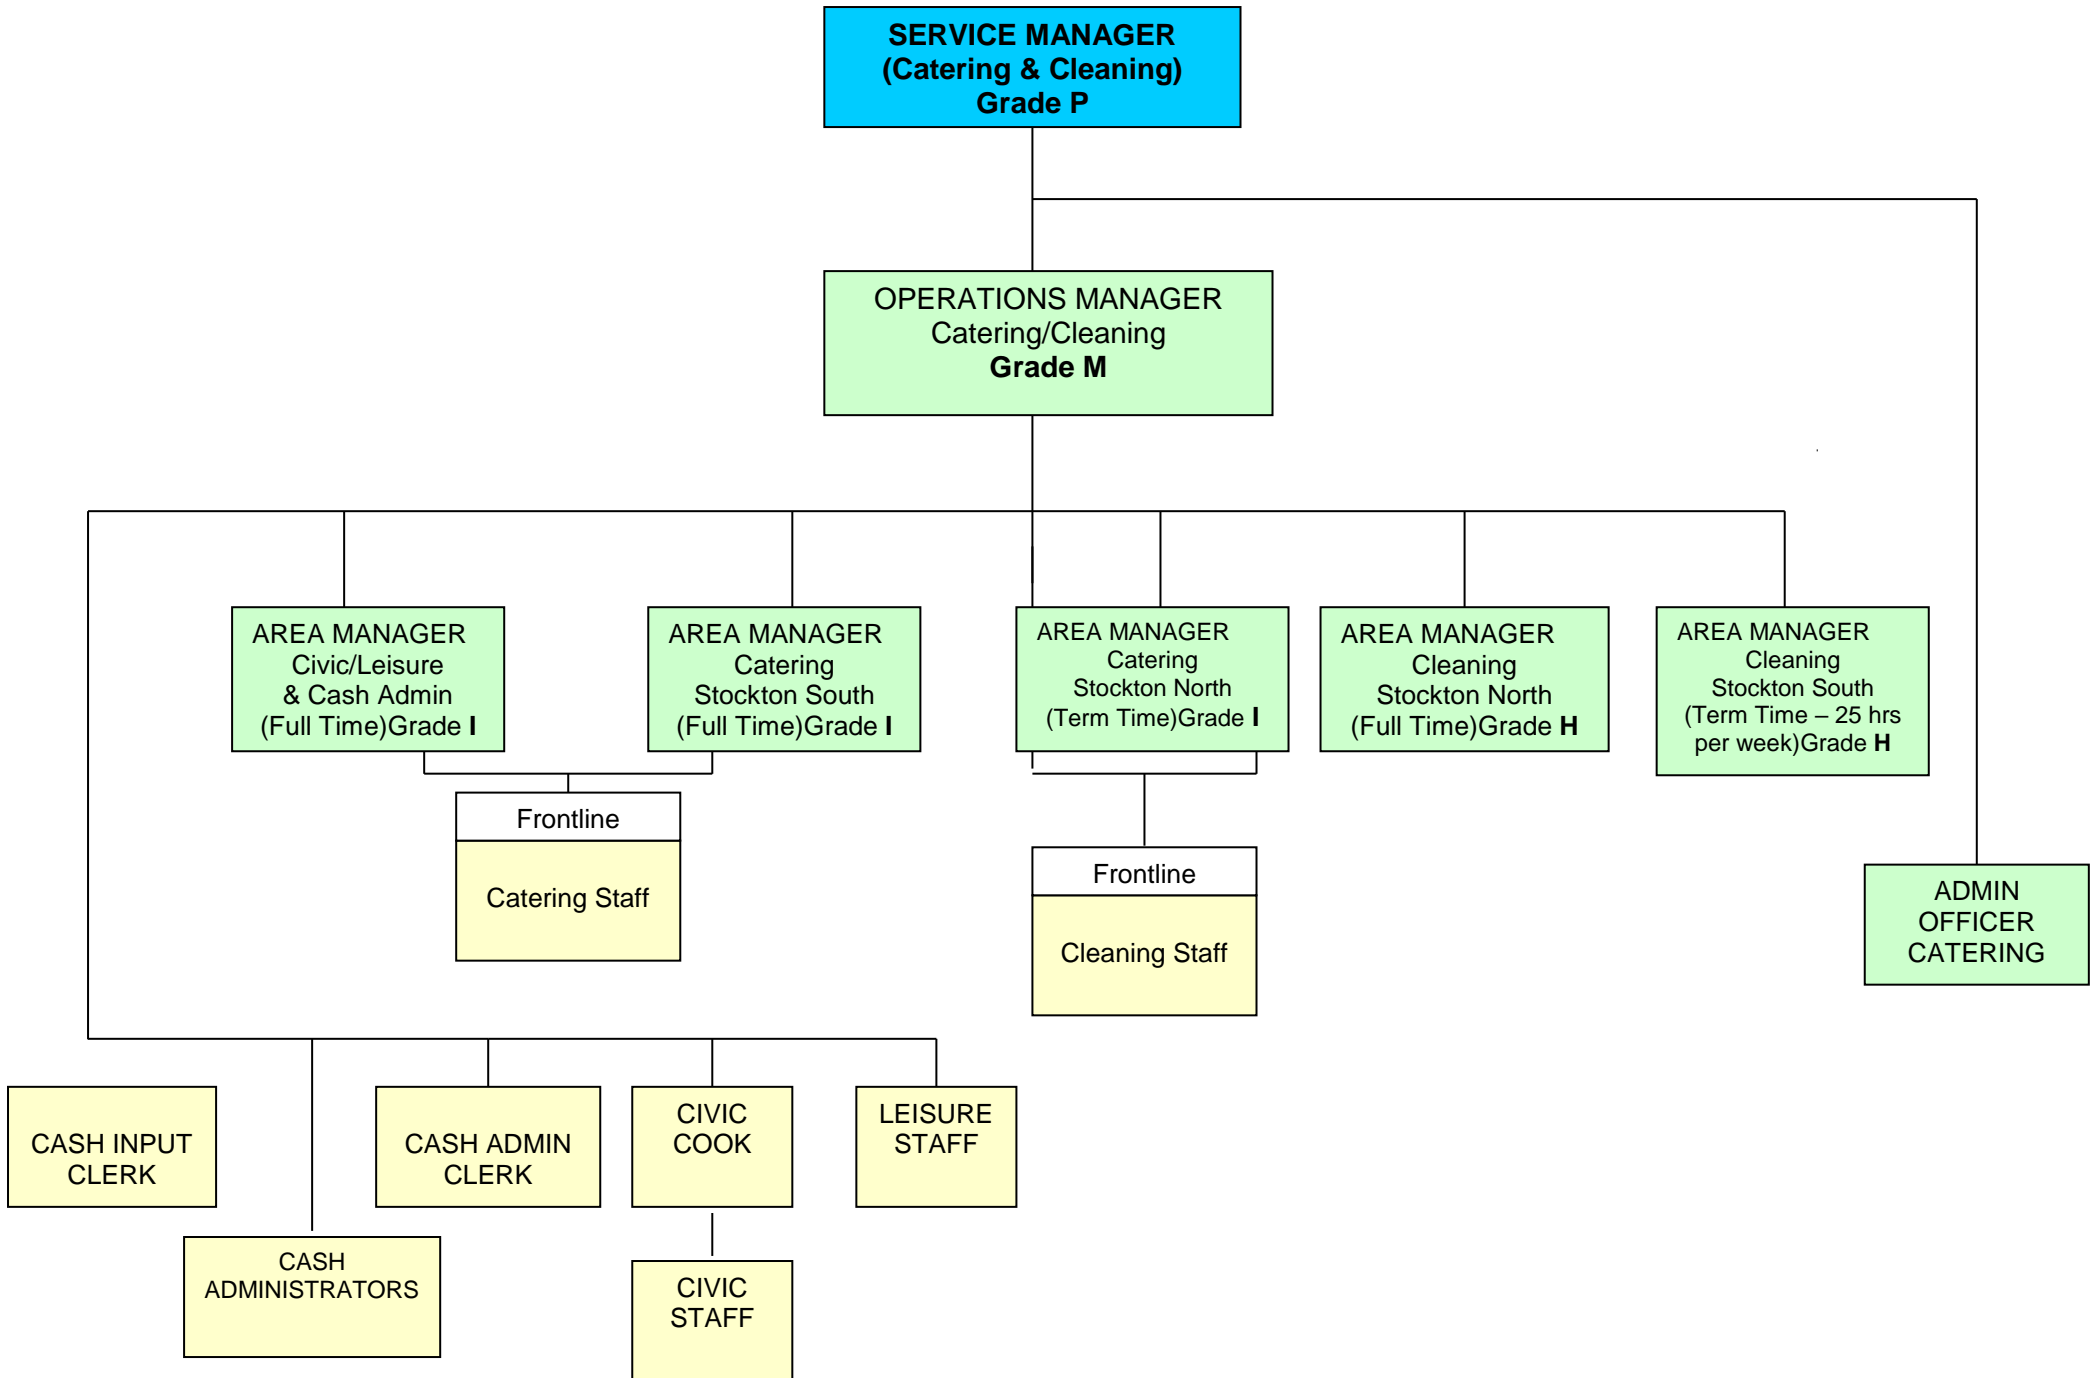 SERVICE MANAGER
(Catering & Cleaning)
Grade P
OPERATIONS MANAGER
Catering/Cleaning
Grade M
AREA MANAGER
Civic/Leisure
& Cash Admin
(Full Time)Grade I
AREA MANAGER
Catering
Stockton South
(Full Time)Grade I
AREA MANAGER
Catering
Stockton North
(Term Time)Grade I
AREA MANAGER
Cleaning
Stockton North
(Full Time)Grade H
AREA MANAGER
Cleaning
Stockton South
(Term Time – 25 hrs
per week)Grade H
Frontline
Catering Staff
Frontline
Cleaning Staff
ADMIN
OFFICER
CATERING
CASH INPUT
CLERK
CASH ADMIN
CLERK
CIVIC
COOK
LEISURE
STAFF
CASH
ADMINISTRATORS
CIVIC
STAFF